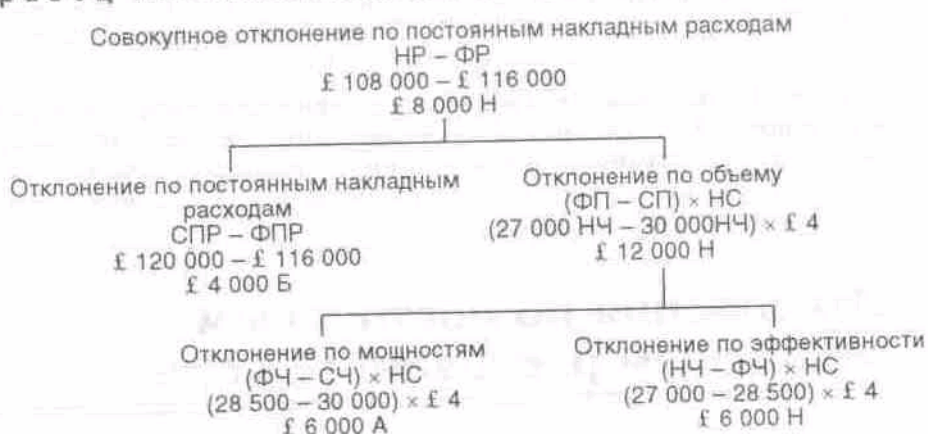 Совокупное отклонение по постоянным накладным расходам
НР – ФР
£ 108 000 – £ 116 000
£ 8 000 Н
Отклонение по постоянным накладным
расходам
СПР – ФПР
£ 120 000 – £ 116 000
£ 4 000 Б
Отклонение по объему
(ФП – СП) × НС
(27 000 НЧ – 30 000НЧ) × £ 4
£ 12 000 Н
Отклонение по мощностям
(ФЧ – СЧ) × НС
(28 500 – 30 000) × £ 4
£ 6 000 А
Отклонение по эффективности
(НЧ – ФЧ) × НС
(27 000 – 28 500) × £ 4
£ 6 000 Н